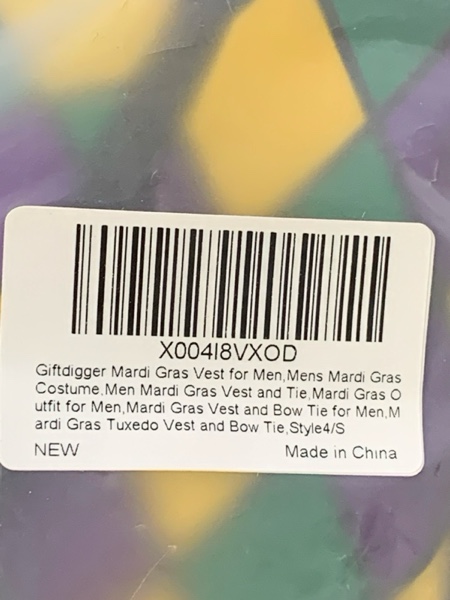 X004I8VXOD
Giftdigger Mardi Gras Vest for Men,Mens Mardi Gras
Costume,Men Mardi Gras Vest and Tie,Mardi Gras O
utfit for Men,Mardi Gras Vest and Bow Tie for Men,M
ardi Gras Tuxedo Vest and Bow Tie,Style4/S
NEW Made in China